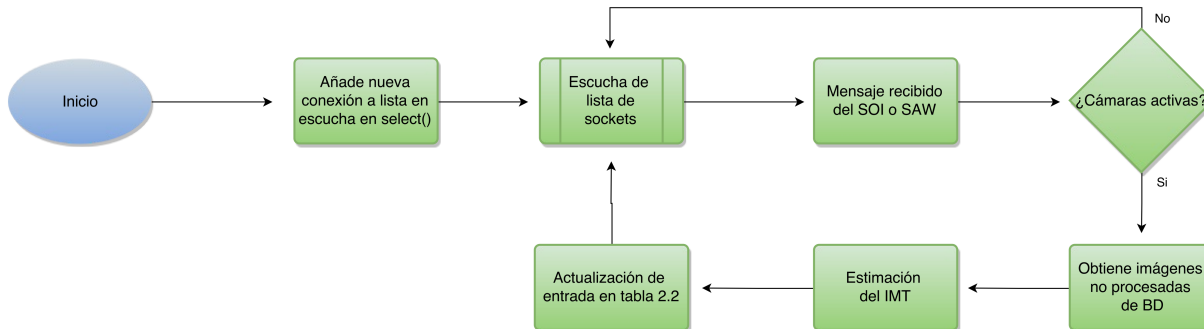 No
Inicio
Añade nueva
conexión a lista en
escucha en select()
Escucha de
lista de
sockets
Mensaje recibido
del SOI o SAW
¿Cámaras activas?
Si
Actualización de
entrada en tabla 2.2
Estimación
del IMT
Obtiene imágenes
no procesadas
de BD